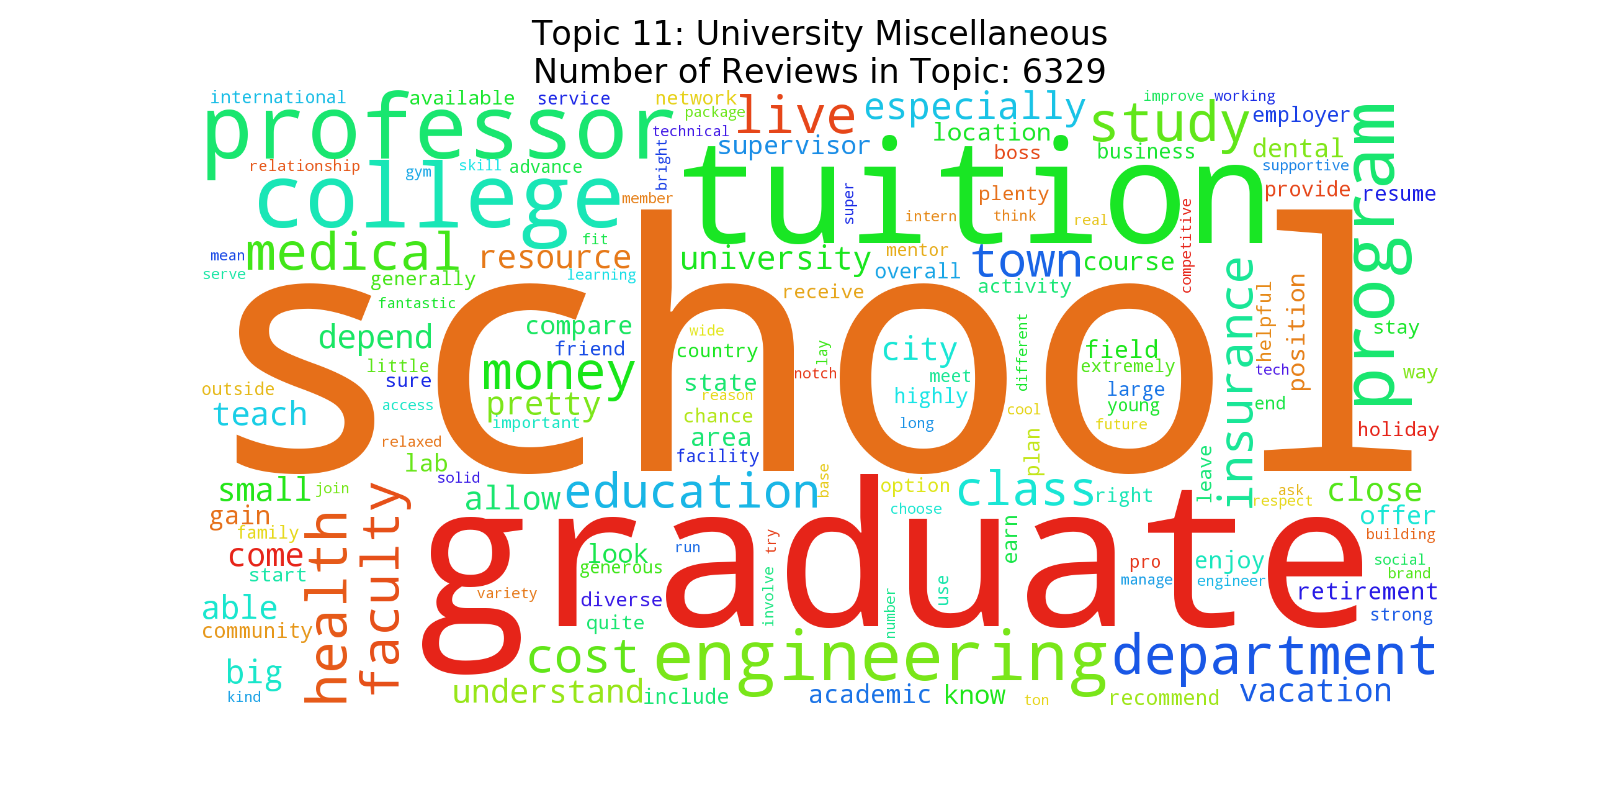 Topic 11: University Miscellaneous
Number of Reviews in Topic: 6329
international
available
service
network
package
technical
live
especially
improve
working
employer
professor
study
program
location
supervisor
boss
business
dental
supportive
relationship
gym
skill
advance
bright
college
member
tuition
super
plenty
provide
resume
intern
think
real
competitive
fit
mean
medical
resource
university
mentor
overall
town
course
serve
generally
learning
receive
activity
insurance
helpful
position
fantastic
school
depend
compare
friend
wide
country
lay
city
different
field
stay
little
money
notch
meet
extremely
tech
way
outside
sure
state
reason
highly
large
young
end
teach
access
pretty
important
chance
long
cool
future
holiday
relaxed
area
lab
facility
plan
solid
base
small
join
allow
education
option
class
right
leave
ask
respect
close
gain
choose
offer
family
health
faculty
graduate
earn
building
come
look
run
try
pro
enjoy
social
start
generous
manage
engineer
brand
able
variety
diverse
involve
number
use
retirement
strong
community
quite
cost
engineering
department
big
kind
understand
include
academic
know
ton
recommend
vacation